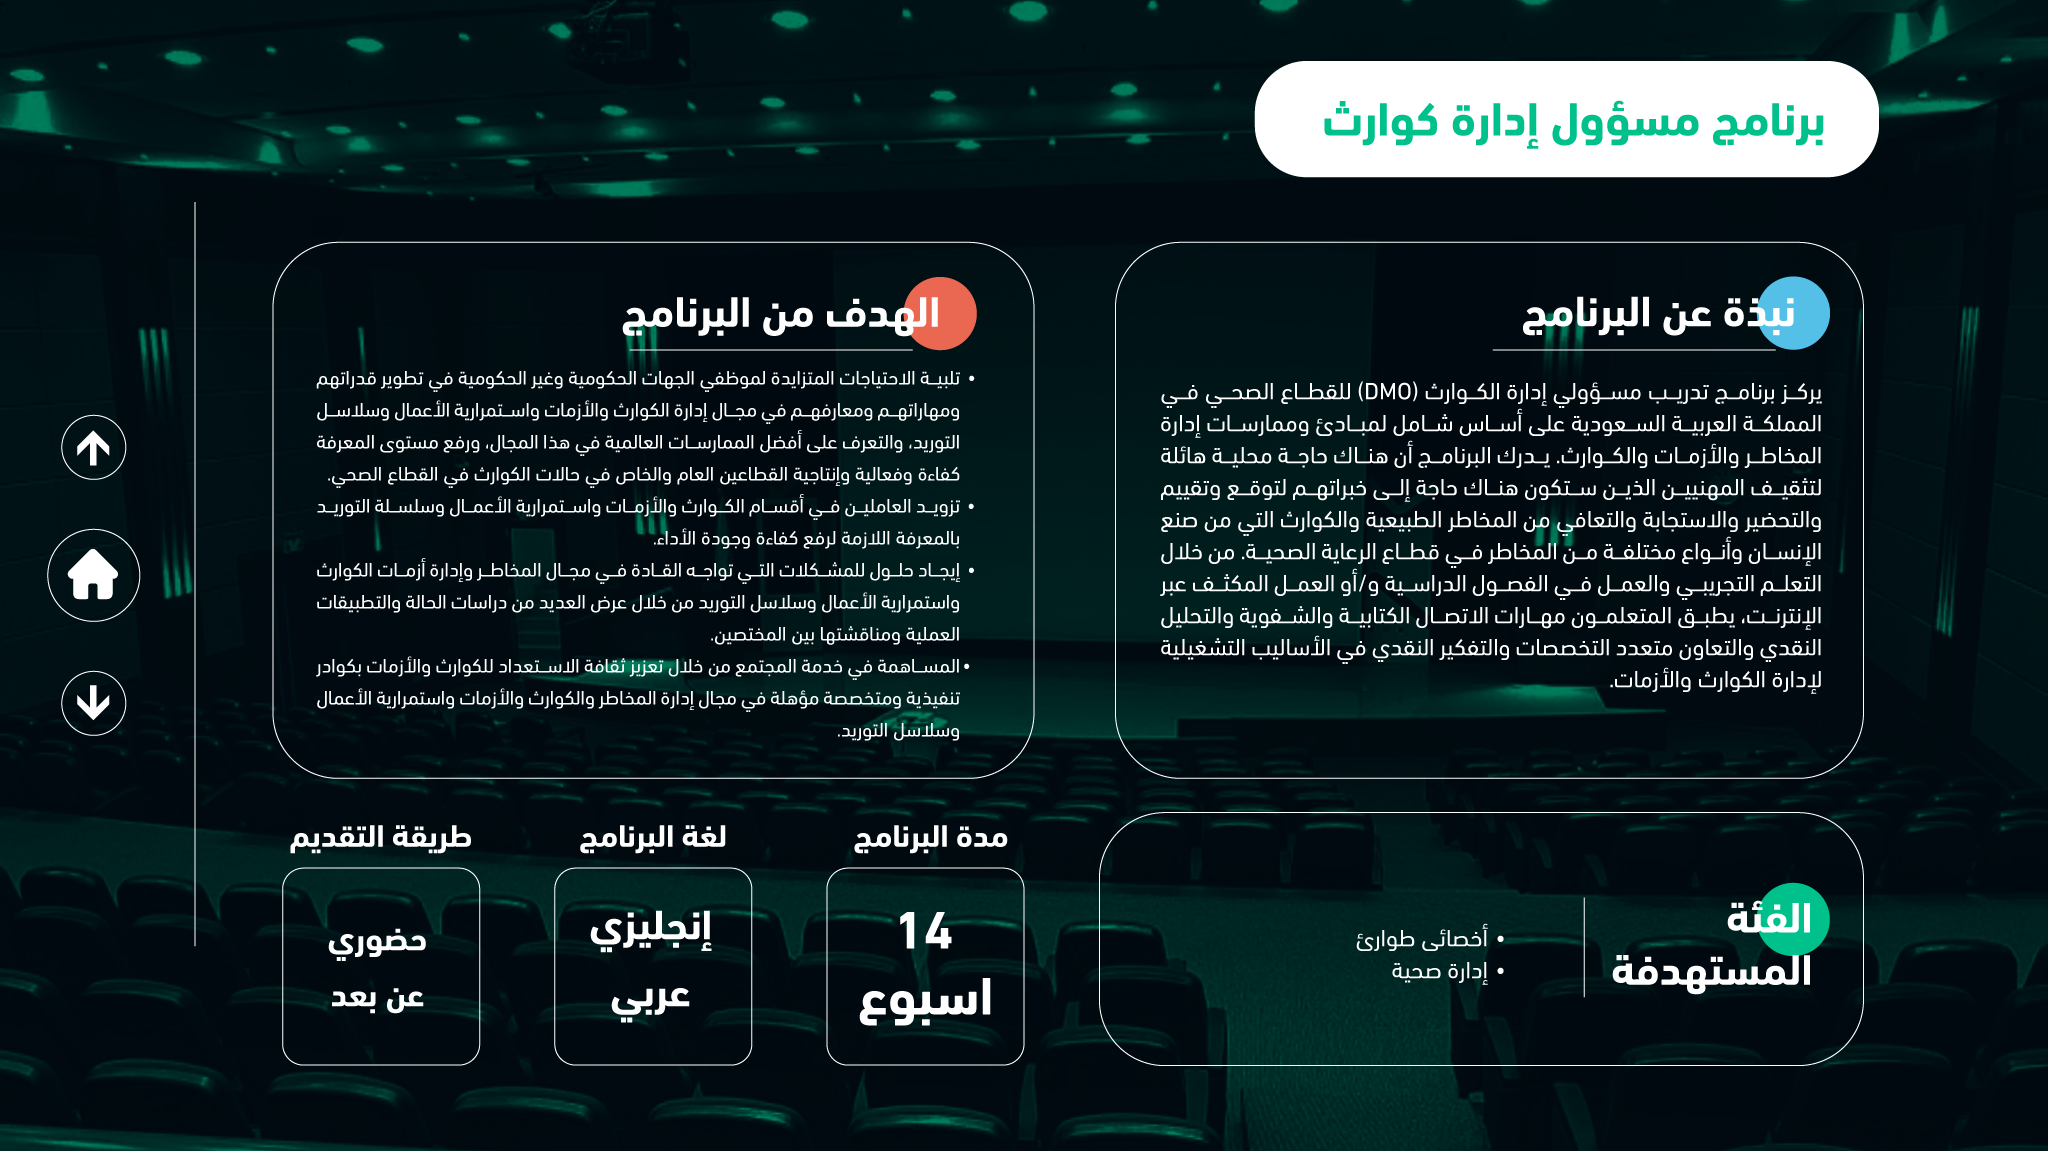 برنامج مسؤول إدارة كوارث
نبذة عن البرنامج
يركز برنامج تدريب مسؤولي إدارة الكوارث (DMO) للقطاع الصحي في
المملكة العربية السعودية على أساس شامل لمبادئ وممارسات إدارة
المخاطر والأزمات والكوارث. يدرك البرنامج أن هناك حاجة محلية هائلة
لتثقيف المهنيين الذين ستكون هناك حاجة إلى خبراتهم لتوقع وتقييم
والتحضير والاستجابة والتعافي من المخاطر الطبيعية والكوارث التي من صنع
الإنسان وأنواع مختلفة من المخاطر في قطاع الرعاية الصحية. من خلال
التعلم التجريبي والعمل في الفصول الدراسية و/أو العمل المكثف عبر
الإنترنت، يطبق المتعلمون مهارات الاتصال الكتابية والشفوية والتحليل
النقدي والتعاون متعدد التخصصات والتفكير النقدي في الأساليب التشغيلية
لإدارة الكوارث والأزمات.
الهدف من البرنامج
• تلبية الاحتياجات المتزايدة لموظفي الجهات الحكومية وغير الحكومية في تطوير قدراتهم
ومهاراتهم ومعارفهم في مجال إدارة الكوارث والأزمات واستمرارية الأعمال وسلاسل
التوريد، والتعرف على أفضل الممارسات العالمية في هذا المجال، ورفع مستوى المعرفة
كفاءة وفعالية وإنتاجية القطاعين العام والخاص في حالات الكوارث في القطاع الصحي.
• تزويد العاملين في أقسام الكوارث والأزمات واستمرارية الأعمال وسلسلة التوريد
بالمعرفة اللازمة لرفع كفاءة وجودة الأداء.
• إيجاد حلول للمشكلات التي تواجه القادة في مجال المخاطر وإدارة أزمات الكوارث
واستمرارية الأعمال وسلاسل التوريد من خلال عرض العديد من دراسات الحالة والتطبيقات
العملية ومناقشتها بين المختصين.
• المساهمة في خدمة المجتمع من خلال تعزيز ثقافة الاستعداد للكوارث والأزمات بكوادر
تنفيذية ومتخصصة مؤهلة في مجال إدارة المخاطر والكوارث والأزمات واستمرارية الأعمال
وسلاسل التوريد.
الفئة
المستهدفة
• أخصائى طوارئ
• إدارة صحية
مدة البرنامج
14
اسبوع
لغة البرنامج
إنجليزي
عربي
طريقة التقديم
حضوري
عن بعد